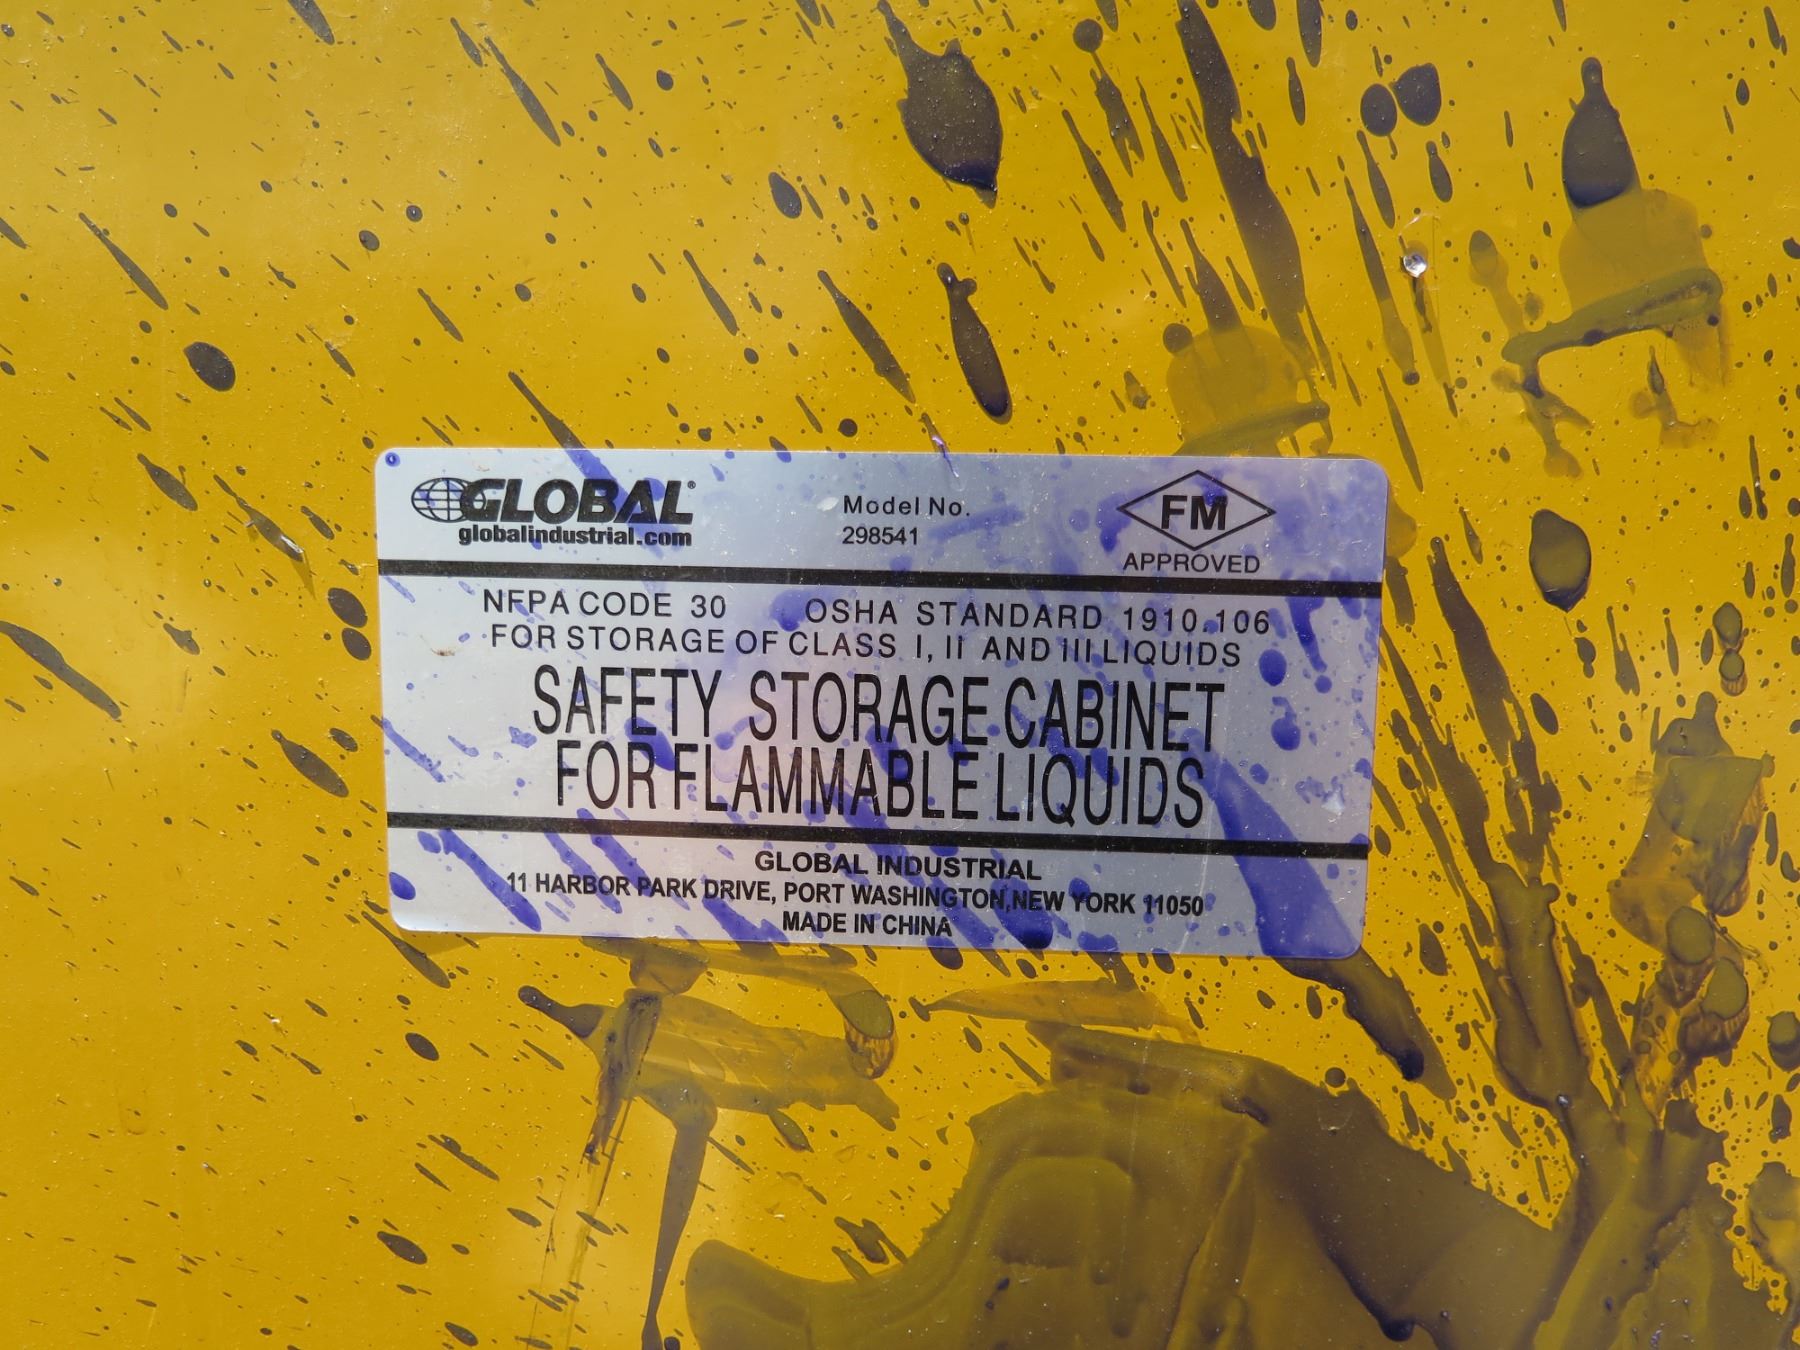 GLOBAL®
globalindustrial.com
Model No.
298541
FM
APPROVED
NFPA CODE 30 OSHA STANDARD 1910.106
FOR STORAGE OF CLASS I, II AND III LIQUIDS
SAFETY STORAGE CABINET
FOR FLAMMABLE LIQUIDS
GLOBAL INDUSTRIAL
11 HARBOR PARK DRIVE, PORT WASHINGTON, NEW YORK 11050
MADE IN CHINA